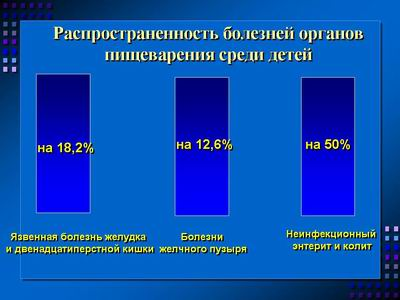 Распространенность болезней органов
пищеварения среди детей
на 18,2%
на 12,6%
на 50%
Язвенная болезнь желудка
и двенадцатиперстной кишки
Болезни
желчного пузыря
Неинфекционный
энтерит и колит